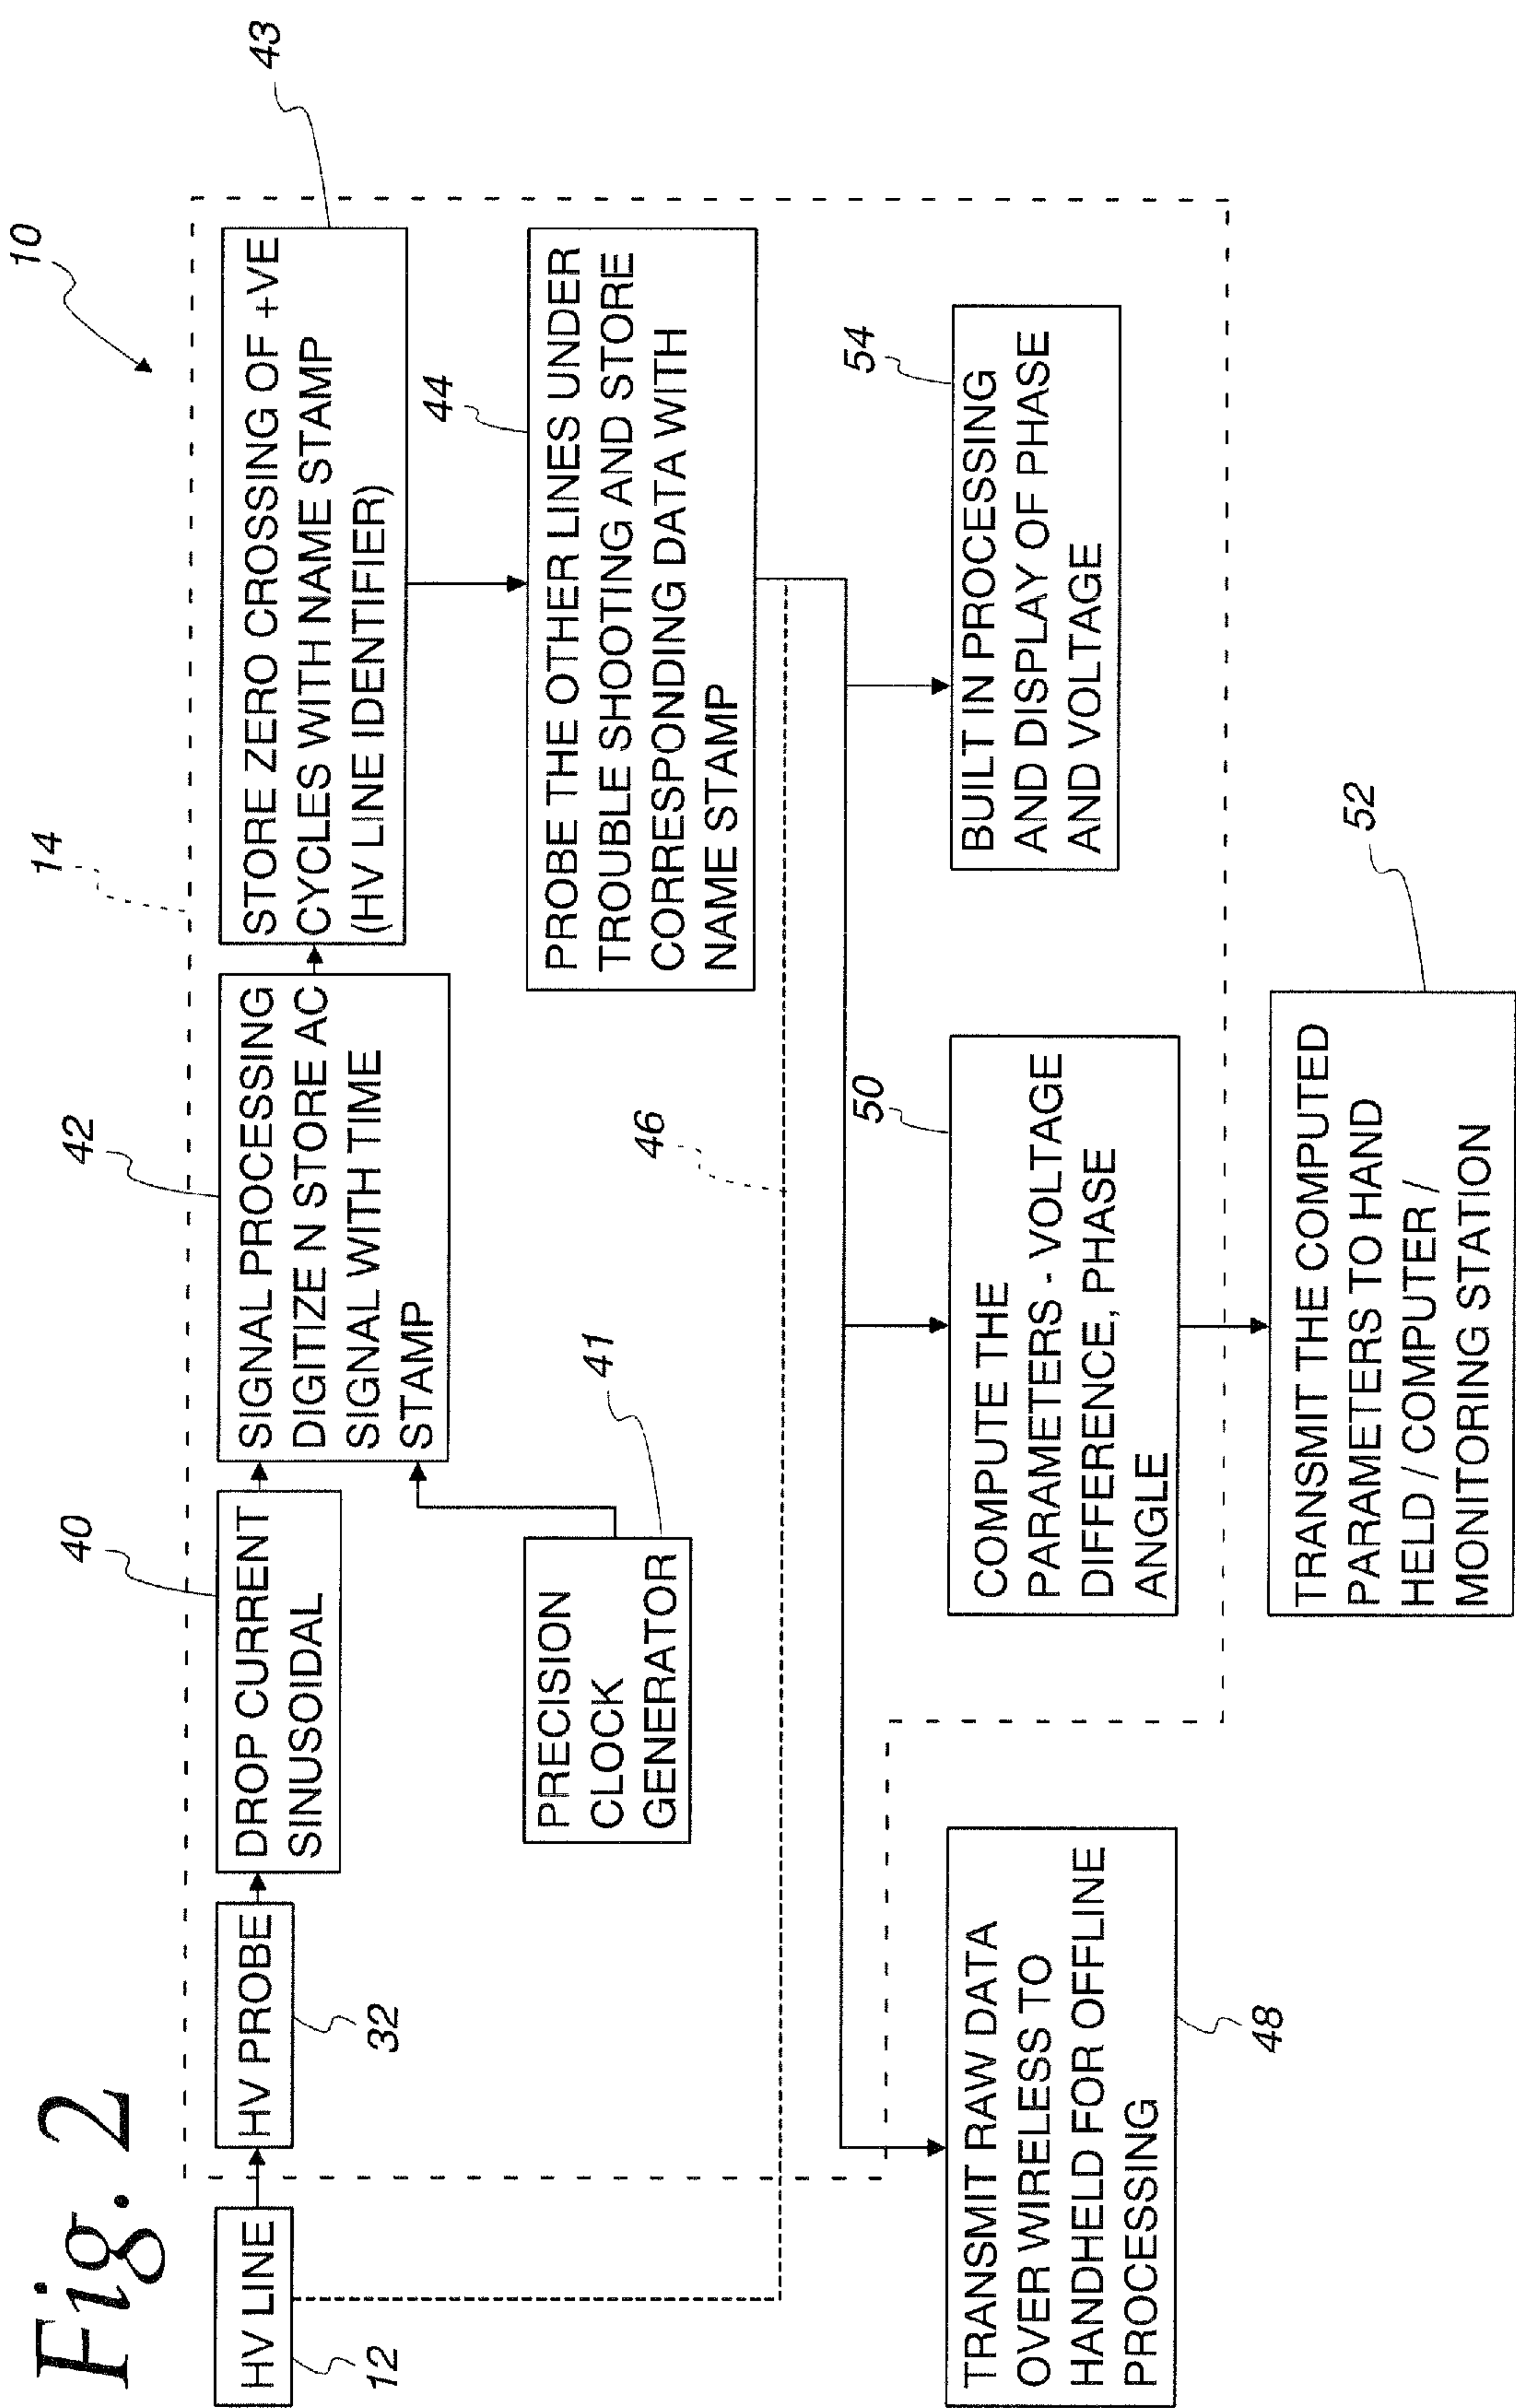 Fig. 2
10
14
HV LINE
12
HV PROBE
32
DROP CURRENT
SINUSOIDAL
40
PRECISION
CLOCK
GENERATOR
41
SIGNAL PROCESSING
DIGITIZE N STORE AC
SIGNAL WITH TIME
STAMP
42
STORE ZERO CROSSING OF +VE
CYCLES WITH NAME STAMP
(HV LINE IDENTIFIER)
43
PROBE THE OTHER LINES UNDER
TROUBLE SHOOTING AND STORE
CORRESPONDING DATA WITH
NAME STAMP
44
46
TRANSMIT RAW DATA
OVER WIRELESS TO
HANDHELD FOR OFFLINE
PROCESSING
48
COMPUTE THE
PARAMETERS - VOLTAGE
DIFFERENCE, PHASE
ANGLE
50
BUILT IN PROCESSING
AND DISPLAY OF PHASE
AND VOLTAGE
54
TRANSMIT THE COMPUTED
PARAMETERS TO HAND
HELD / COMPUTER /
MONITORING STATION
52